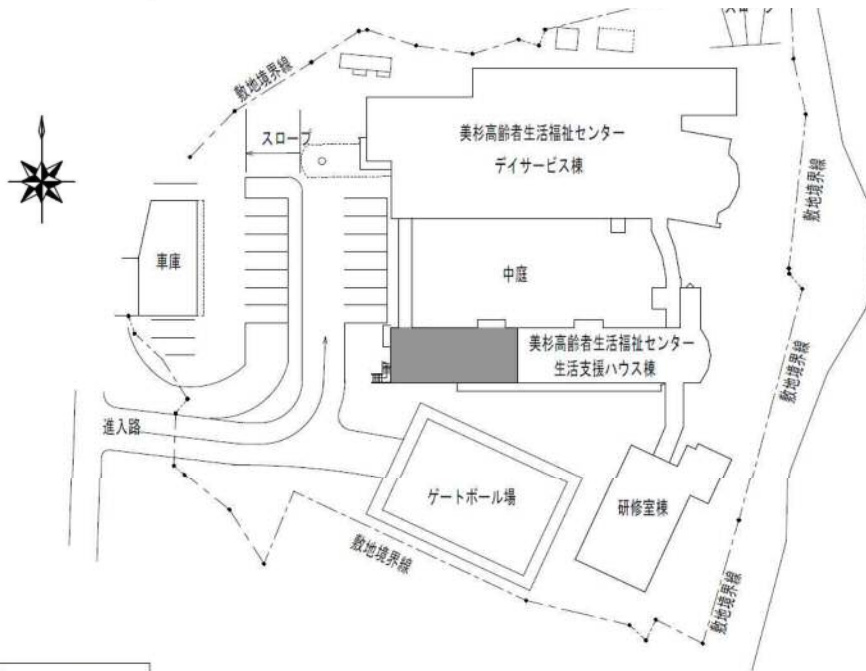 敷地境界線
スロープ
美杉高齢者生活福祉センター
デイサービス棟
敷地境界線
車庫
中庭
美杉高齢者生活福祉センター
生活支援ハウス棟
敷地境界線
進入路
ゲートボール場
研修室棟
敷地境界線
敷地境界線